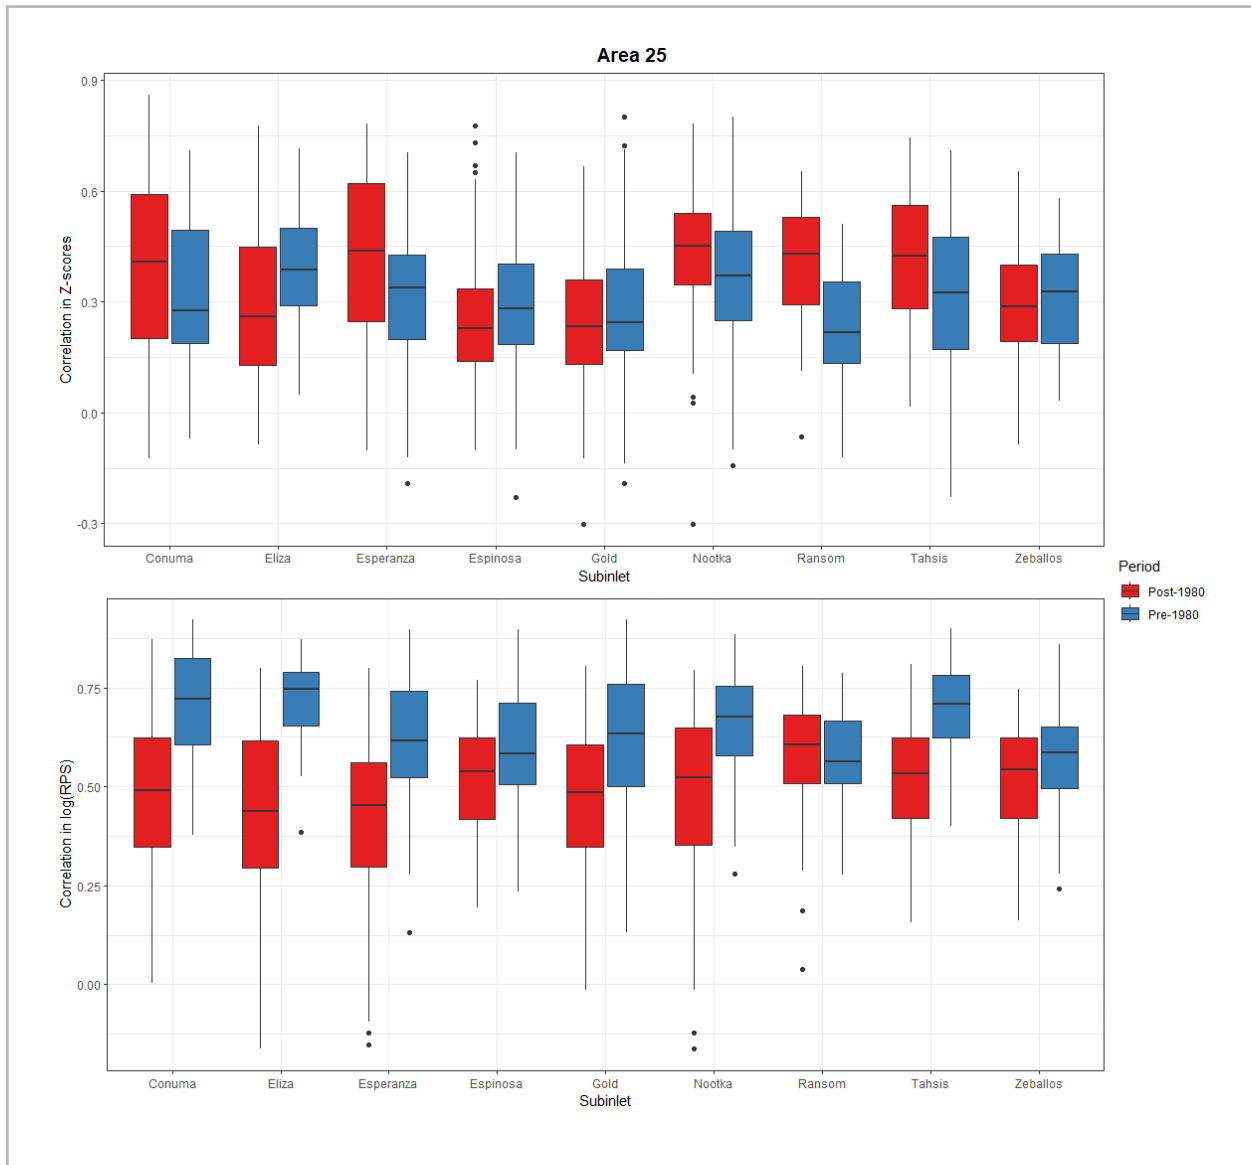 Area 25
Correlation in Z-scores
0.9
0.6
0.3
0.0
-0.3
Conuma Eliza Esperanza Espinosa Gold Nootka Ransom Tahsis Zeballos
Subinlet
Period
Post-1980
Pre-1980
Correlation in log(RPS)
0.75
0.50
0.25
0.00
Conuma Eliza Esperanza Espinosa Gold Nootka Ransom Tahsis Zeballos
Subinlet